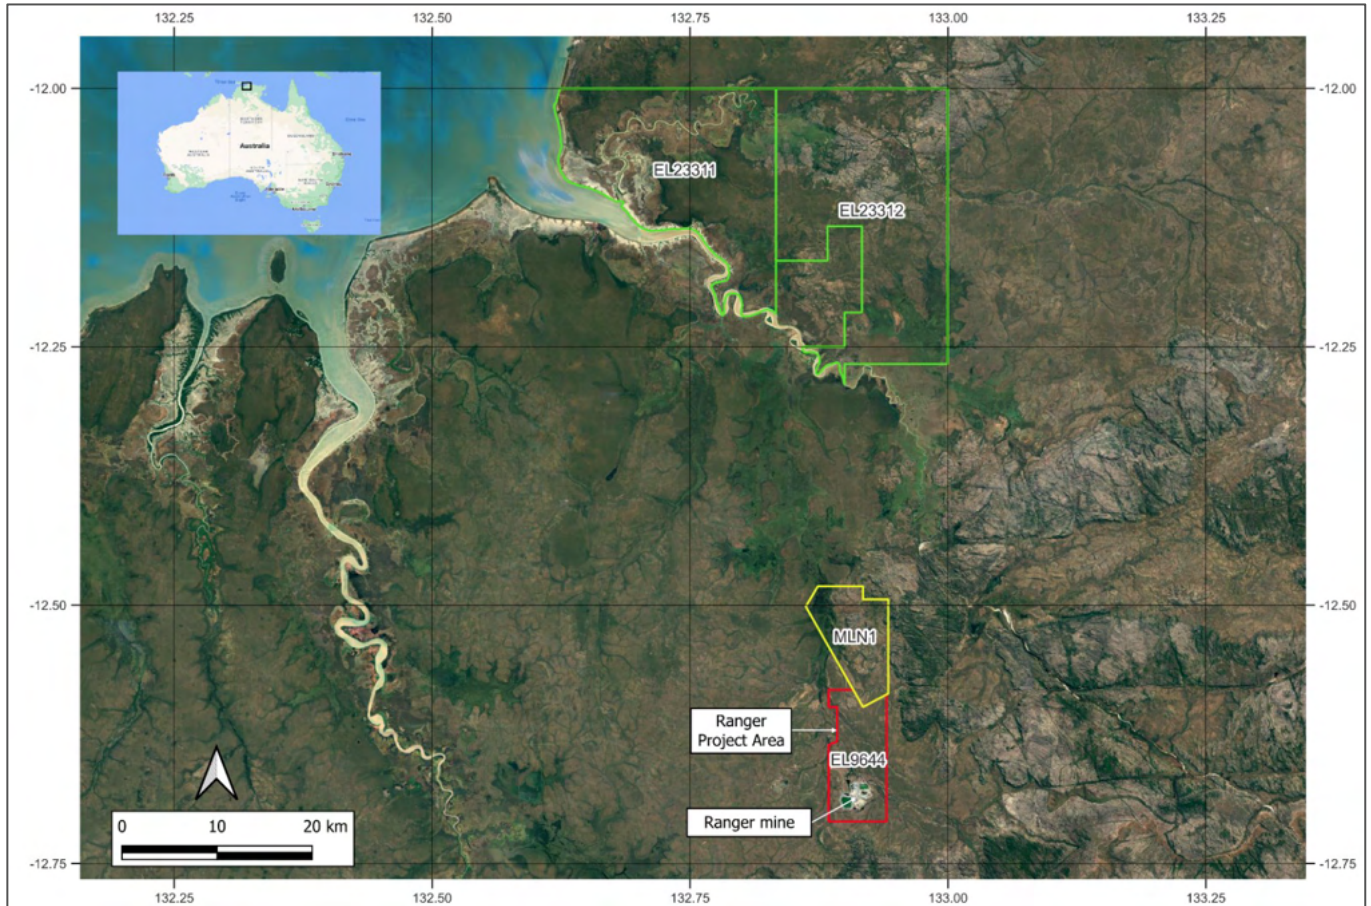 132.25 132.50 132.75 133.00 133.25
-12.00 -12.00
Australia
EL23311
EL23312
-12.25 -12.25
-12.50 -12.50
MLN1
Ranger
Project Area
EL9644
Ranger mine
0 10 20 km
-12.75 -12.75
132.25 132.50 132.75 133.00 133.25